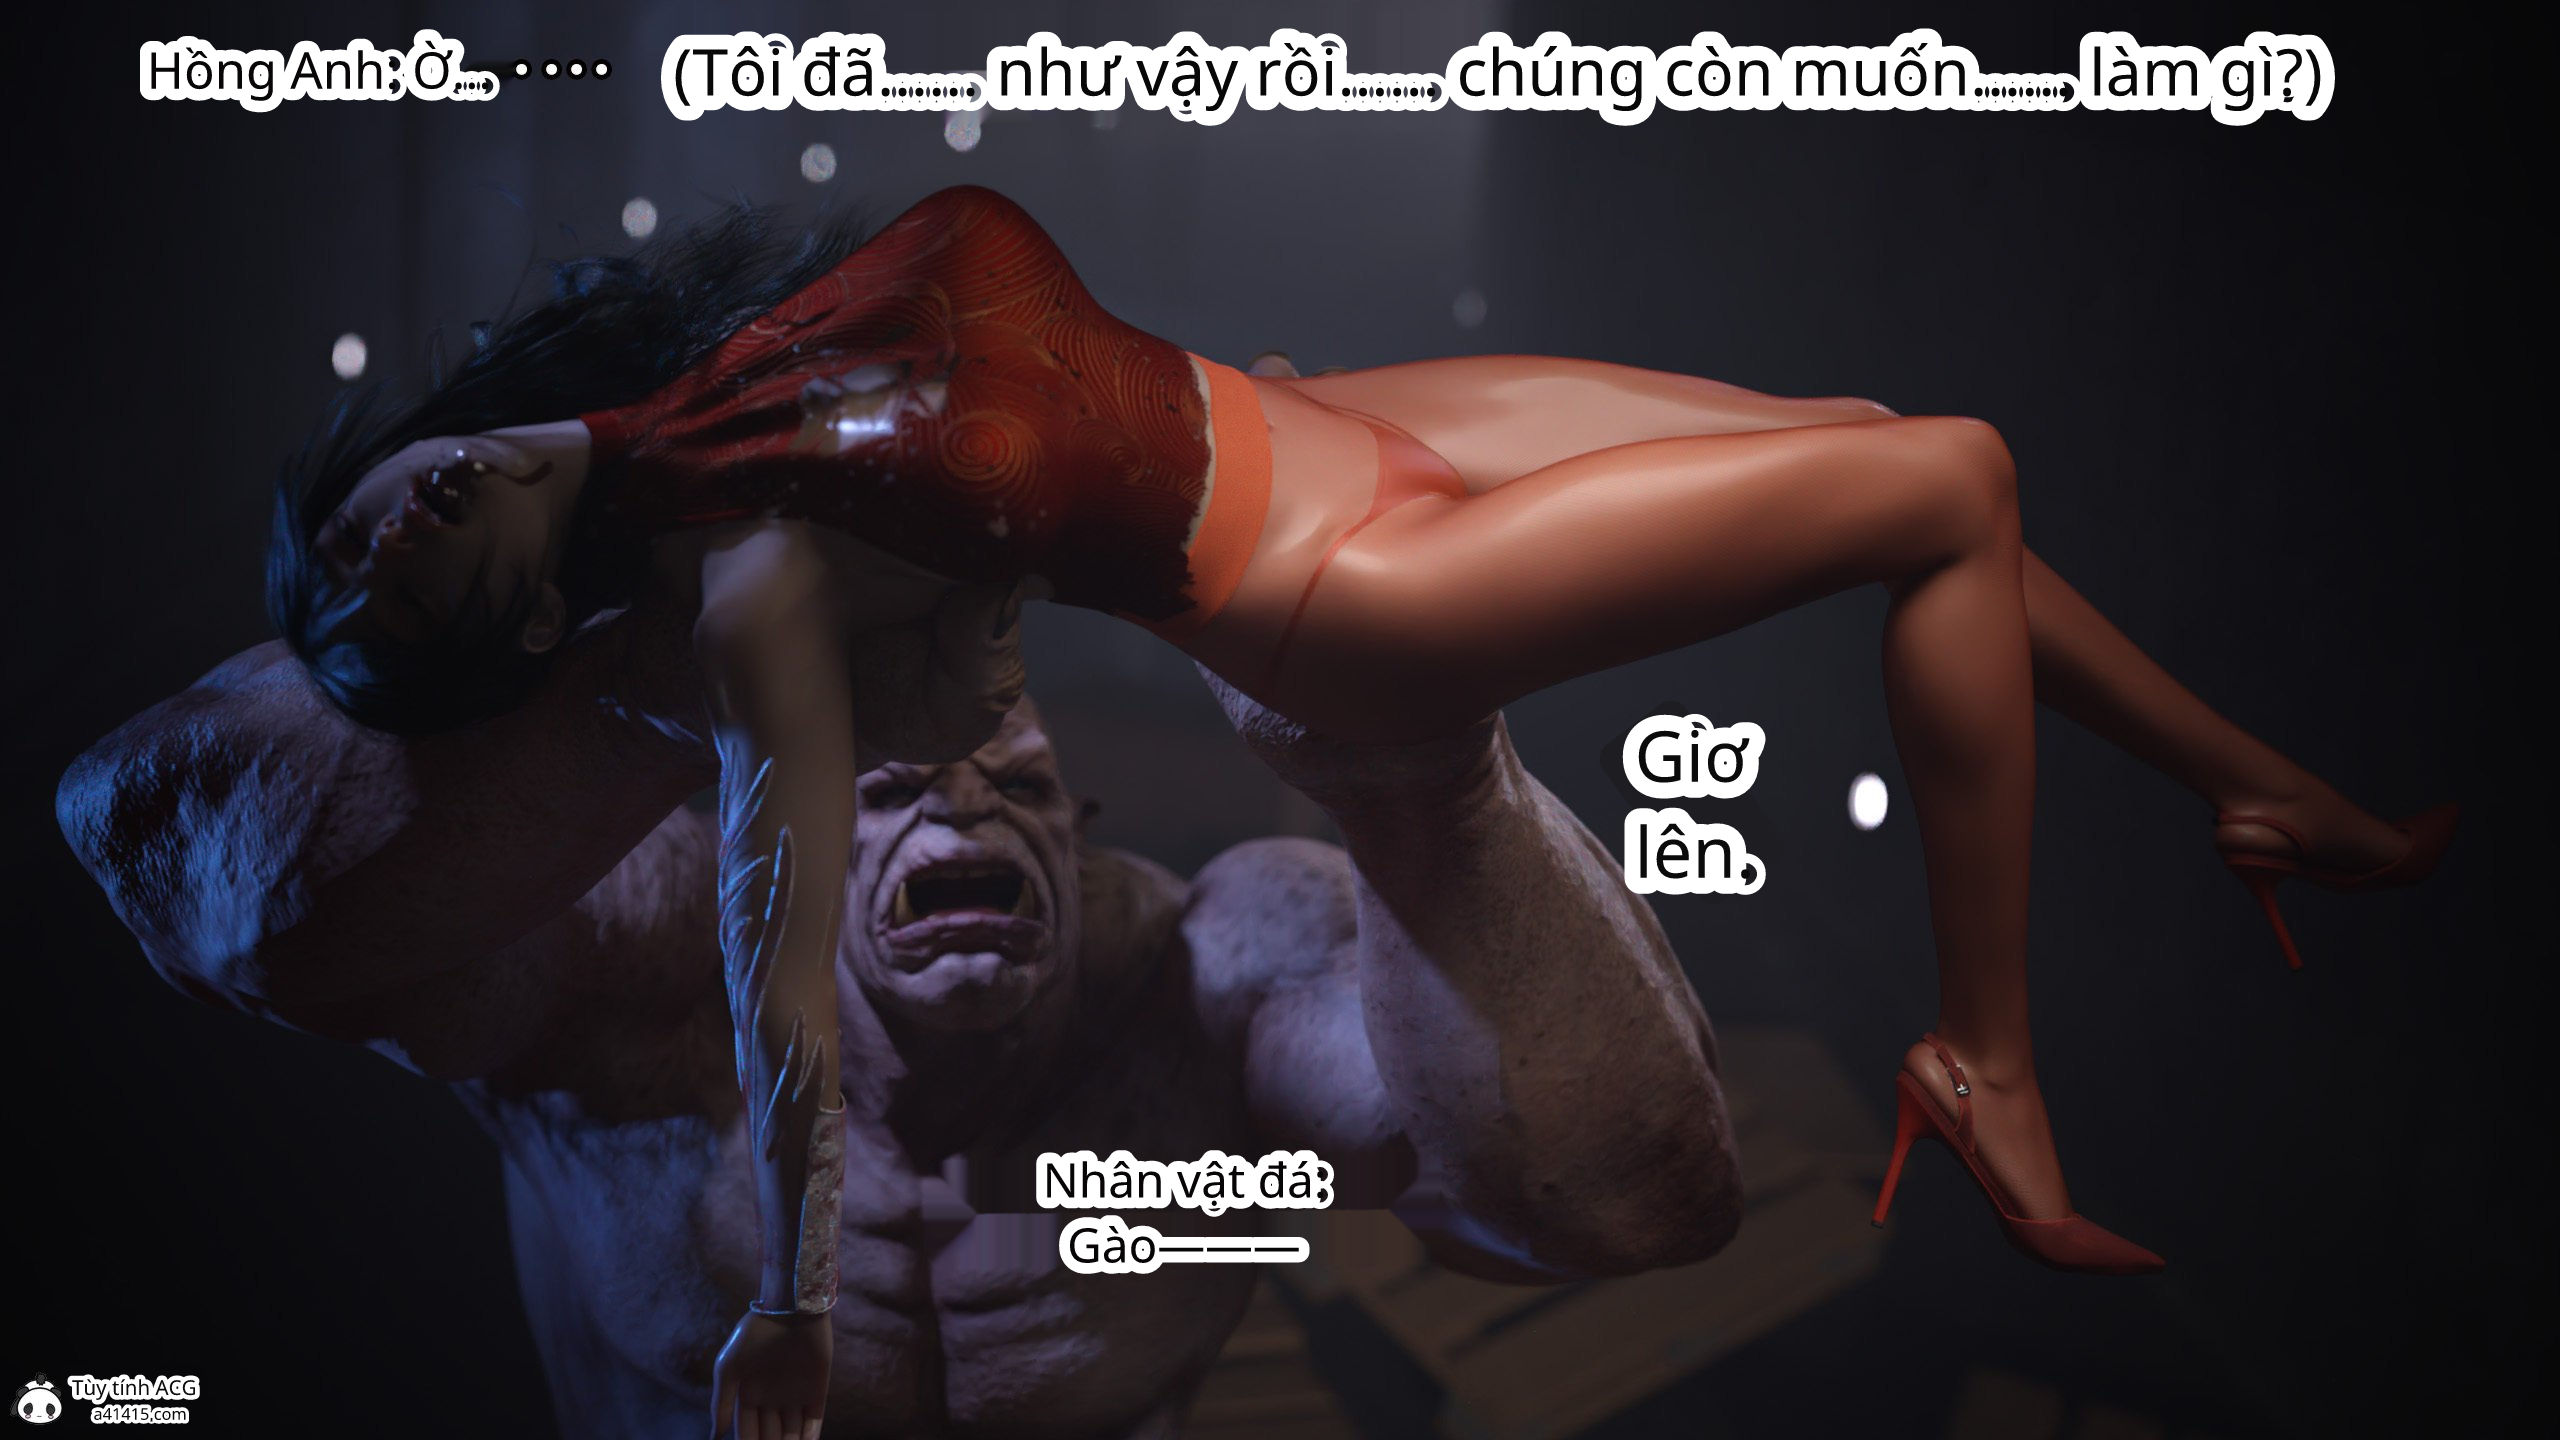 Hồng Anh: Ờ... ···· (Tôi đã....... như vậy rồi....... chúng còn muốn....... làm gì?)
Giơ
lên,
Nhân vật đá:
Gào———
Tùy tính ACG
a41415.com